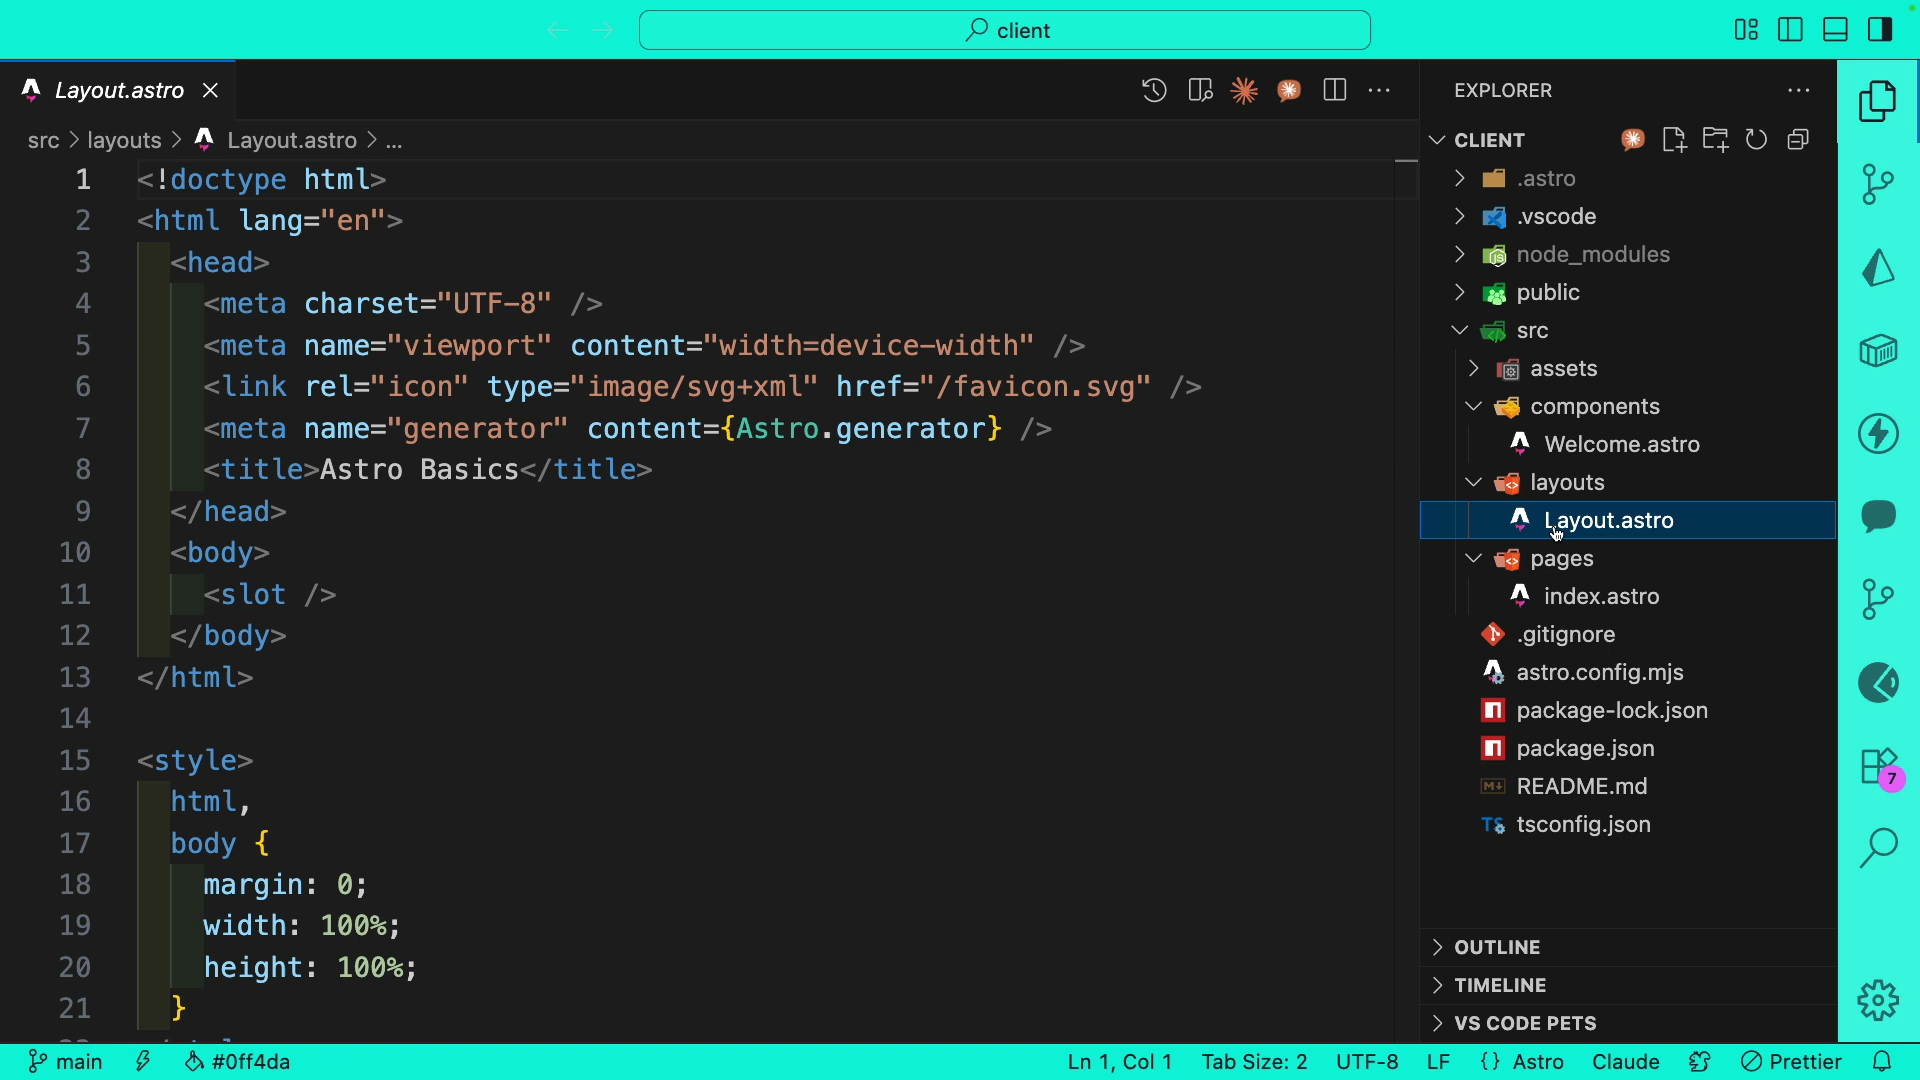 client
Layout.astro
src > layouts > Layout.astro > ...
1 <!doctype html>
2 <html lang="en">
3 <head>
4 <meta charset="UTF-8" />
5 <meta name="viewport" content="width=device-width" />
6 <link rel="icon" type="image/svg+xml" href="/favicon.svg" />
7 <meta name="generator" content={Astro.generator} />
8 <title>Astro Basics</title>
9 </head>
10 <body>
11 <slot />
12 </body>
13 </html>
14
15 <style>
16 html,
17 body {
18 margin: 0;
19 width: 100%;
20 height: 100%;
21 }
EXPLORER
CLIENT
.astro
.vscode
node_modules
public
src
assets
components
Welcome.astro
layouts
Layout.astro
pages
index.astro
.gitignore
astro.config.mjs
package-lock.json
package.json
README.md
TS tsconfig.json
OUTLINE
TIMELINE
VS CODE PETS
7
main
#0ff4da
Ln 1, Col 1
Tab Size: 2
UTF-8
LF
{} Astro
Claude
Prettier